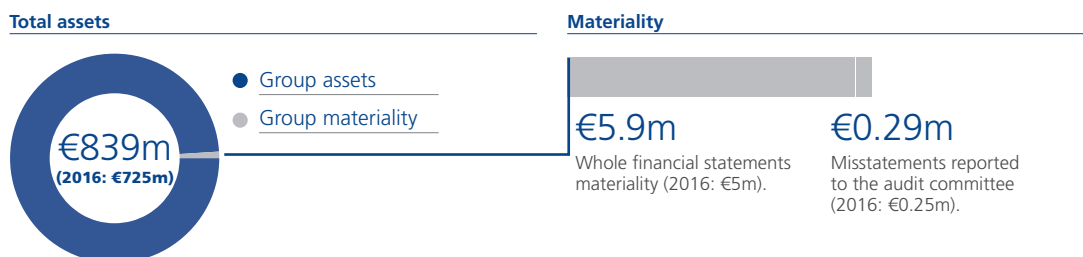 Total assets
€839m
(2016: €725m)
Group assets
Group materiality
Materiality
€5.9m
Whole financial statements
materiality (2016: €5m).
€0.29m
Misstatements reported
to the audit committee
(2016: €0.25m).